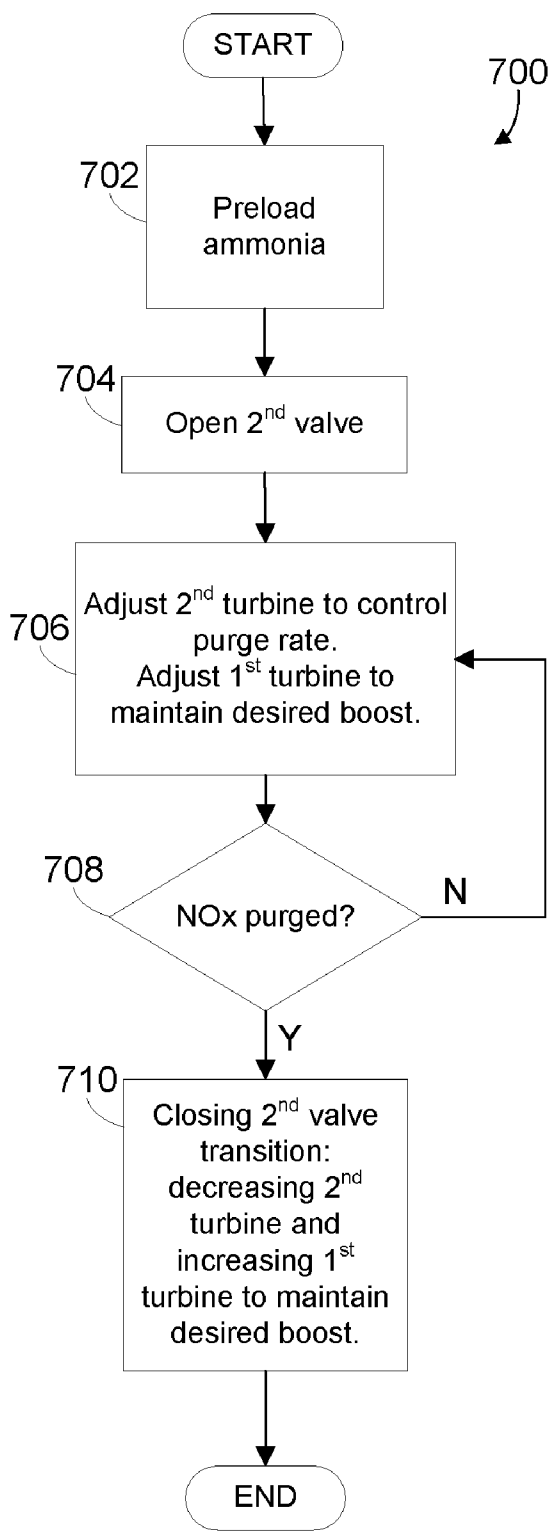 START
700
702
Preload
ammonia
704
Open 2nd valve
706
Adjust 2nd turbine to control
purge rate.
Adjust 1st turbine to
maintain desired boost.
708
NOx purged?
N
Y
710
Closing 2nd valve
transition:
decreasing 2nd
turbine and
increasing 1st
turbine to maintain
desired boost.
END